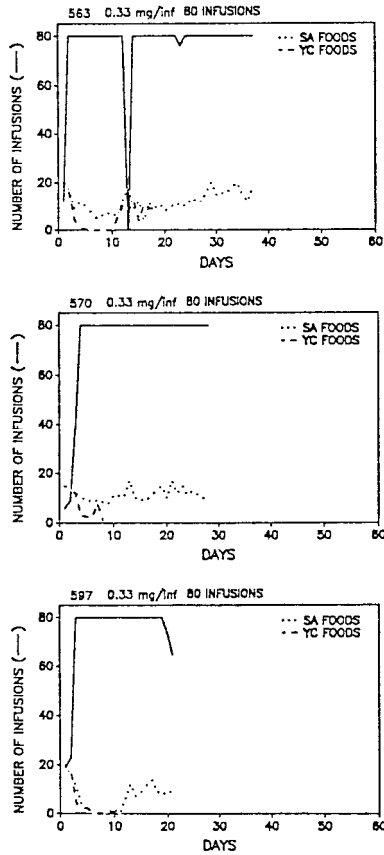 563 0.33 mg/inf 80 INFUSIONS
80
60
40
20
0
NUMBER OF INFUSIONS (—)
SA FOODS
YC FOODS
0 10 20 30 40 50 60
DAYS
570 0.33 mg/inf 80 INFUSIONS
80
60
40
20
0
NUMBER OF INFUSIONS (—)
SA FOODS
YC FOODS
0 10 20 30 40 50 60
DAYS
597 0.33 mg/inf 80 INFUSIONS
80
60
40
20
0
NUMBER OF INFUSIONS (—)
SA FOODS
YC FOODS
0 10 20 30 40 50 60
DAYS